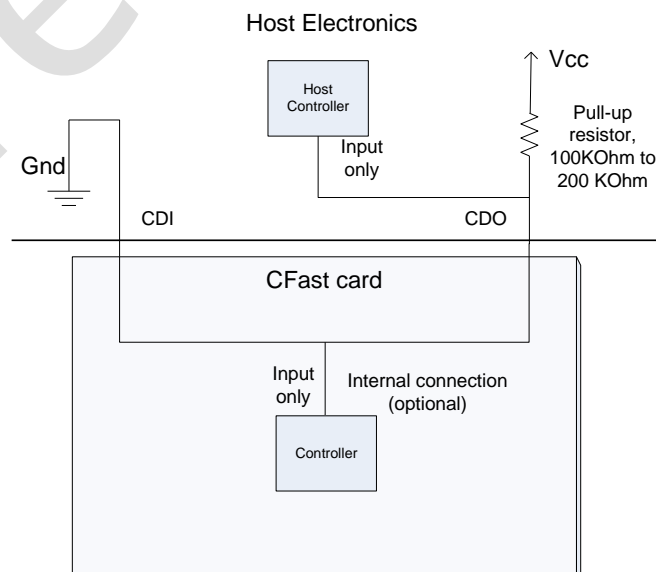 Host Electronics
Vcc
Host
Controller
Pull-up
resistor,
100KOhm to
200 KOhm
Input
only
Gnd
CDI
CDO
CFast card
Input
only
Internal connection
(optional)
Controller